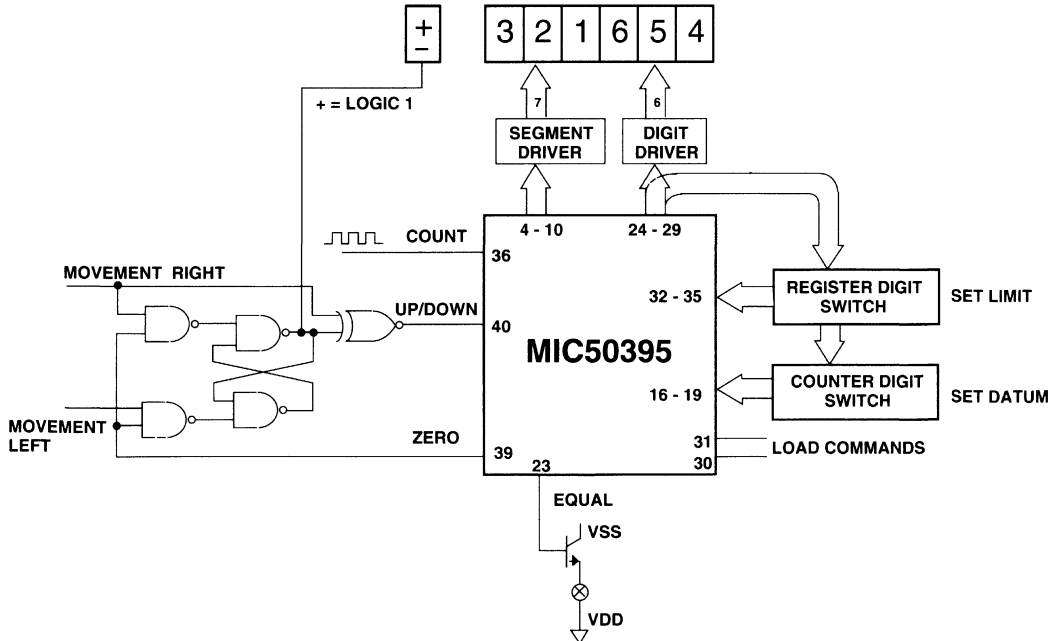 +
−
3 2 1 6 5 4
+ = LOGIC 1
7
6
SEGMENT
DRIVER
DIGIT
DRIVER
4 - 10
24 - 29
COUNT
36
MOVEMENT RIGHT
UP/DOWN
40
32 - 35
REGISTER DIGIT
SWITCH
SET LIMIT
MIC50395
16 - 19
COUNTER DIGIT
SWITCH
SET DATUM
MOVEMENT
LEFT
ZERO
39
23
31
30
LOAD COMMANDS
EQUAL
VSS
VDD